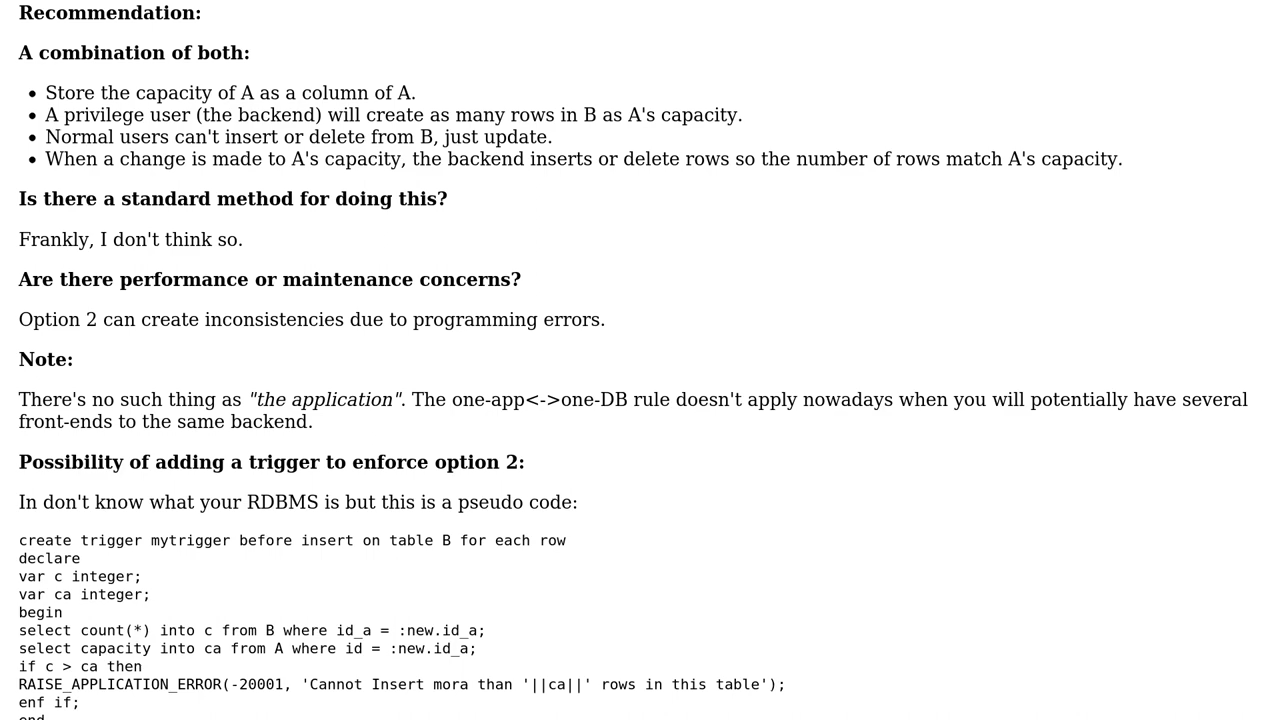 Recommendation:
A combination of both:
• Store the capacity of A as a column of A.
• A privilege user (the backend) will create as many rows in B as A's capacity.
• Normal users can't insert or delete from B, just update.
• When a change is made to A's capacity, the backend inserts or delete rows so the number of rows match A's capacity.
Is there a standard method for doing this?
Frankly, I don't think so.
Are there performance or maintenance concerns?
Option 2 can create inconsistencies due to programming errors.
Note:
There's no such thing as "the application". The one-app<->one-DB rule doesn't apply nowadays when you will potentially have several
front-ends to the same backend.
Possibility of adding a trigger to enforce option 2:
In don't know what your RDBMS is but this is a pseudo code:
create trigger mytrigger before insert on table B for each row
declare
var c integer;
var ca integer;
begin
select count(*) into c from B where id_a = :new.id_a;
select capacity into ca from A where id = :new.id_a;
if c > ca then
RAISE_APPLICATION_ERROR(-20001, 'Cannot Insert mora than '||ca||' rows in this table');
enf if;
end